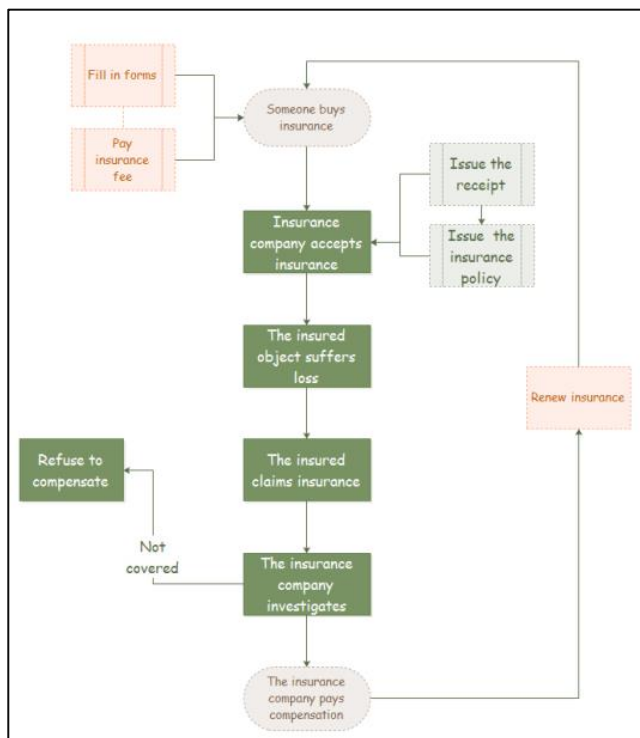 Fill in forms
Pay
insurance
fee
Someone buys
insurance
Issue the
receipt
Issue the
insurance
policy
Insurance
company accepts
insurance
The insured
object suffers
loss
Renew insurance
Refuse to
compensate
The insured
claims insurance
Not
covered
The insurance
company
investigates
The insurance
company pays
compensation